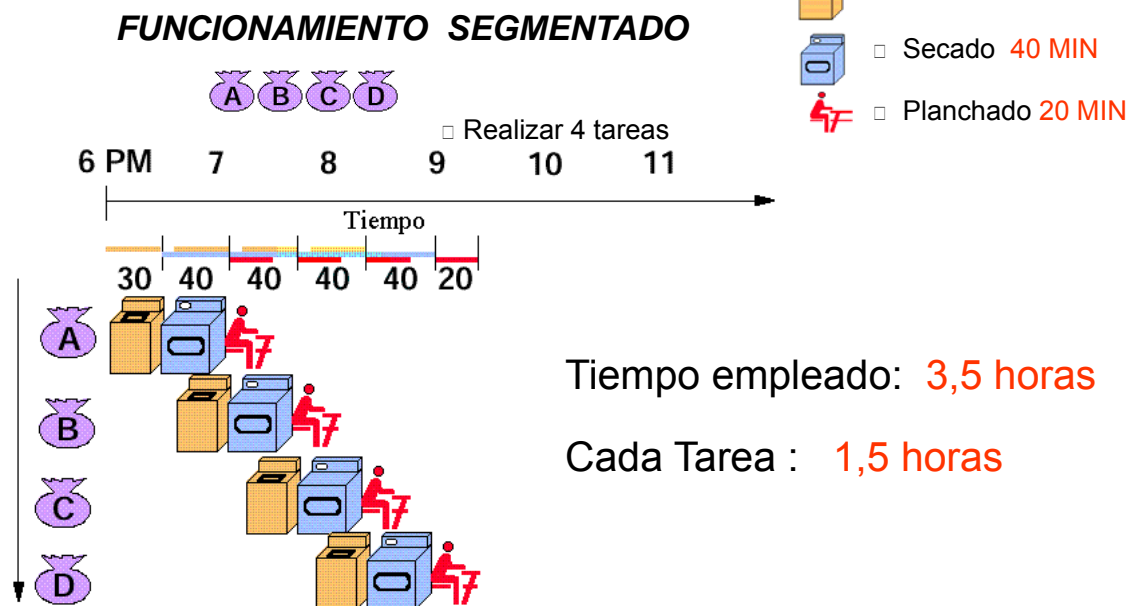 FUNCIONAMIENTO SEGMENTADO
□ Secado 40 MIN
□ Planchado 20 MIN
A B C D
□ Realizar 4 tareas
6 PM 7 8 9 10 11
Tiempo
30 40 40 40 40 20
A
B
C
D
Tiempo empleado: 3,5 horas
Cada Tarea : 1,5 horas